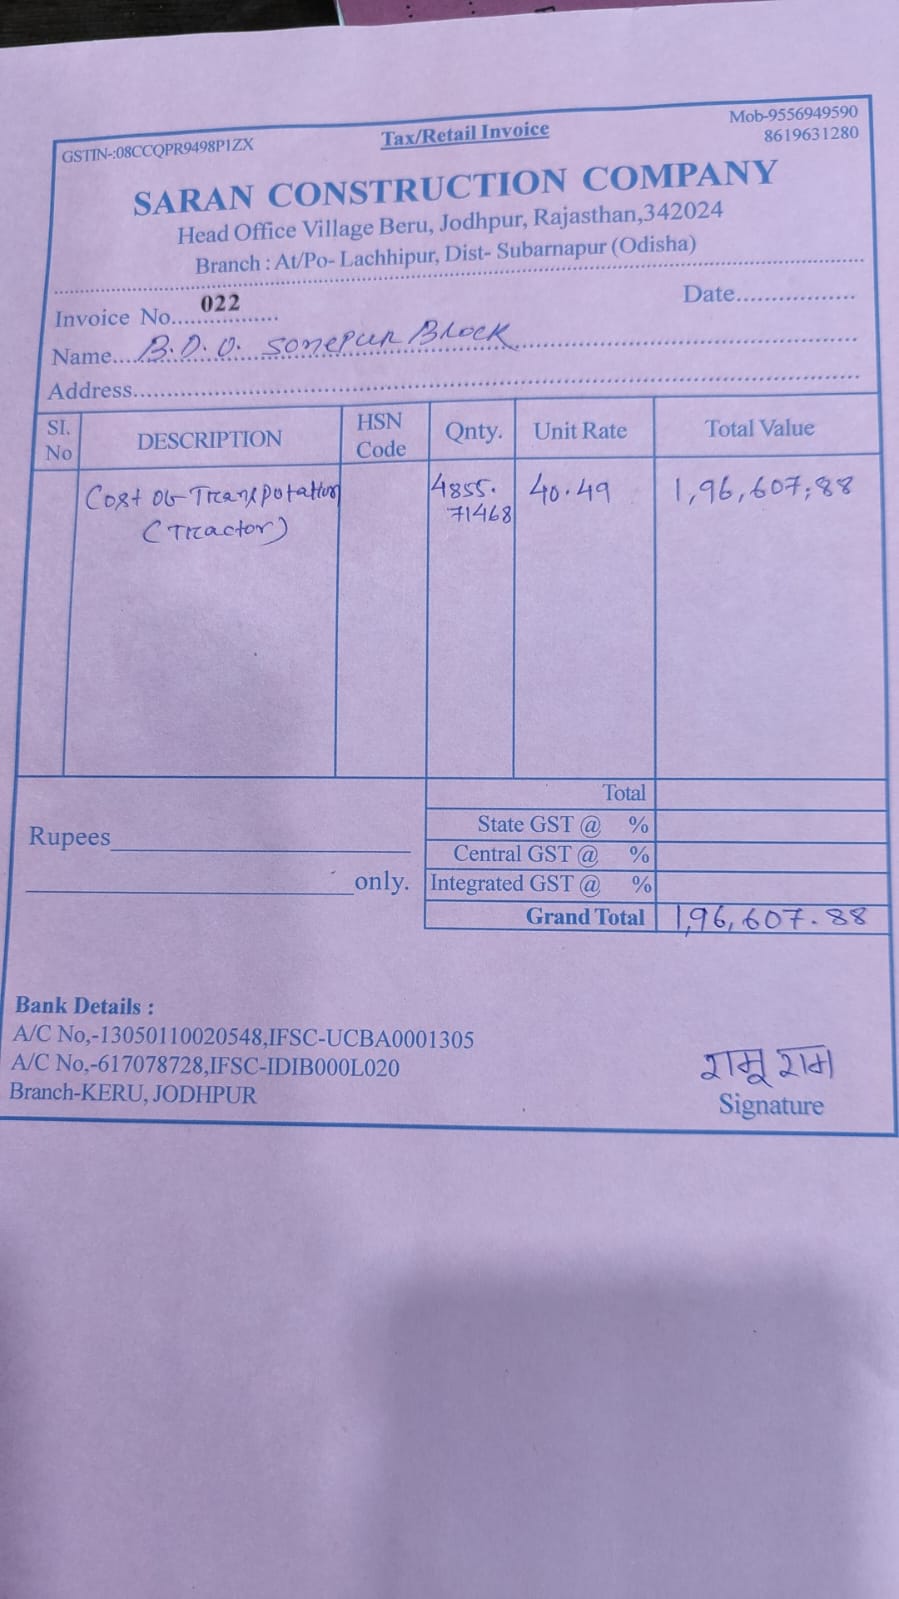 GSTIN-:08CCQPR9498P1ZX
Tax/Retail Invoice
Mob-9556949590
8619631280
SARAN CONSTRUCTION COMPANY
Head Office Village Beru, Jodhpur, Rajasthan,342024
Branch : At/Po- Lachhipur, Dist- Subarnapur (Odisha)
Invoice No.....022.....
Date.................
Name....B.D.O. Sonepur Block
Address.................
Sl. No DESCRIPTION HSN Code Qnty. Unit Rate Total Value
Cost of Transpotation 4855. 40.49 1,96,607.88
(Tractor) 71468
Total
State GST @ %
Rupees
Central GST @ %
only. Integrated GST @ %
Grand Total 1,96,607.88
Bank Details :
A/C No,-13050110020548,IFSC-UCBA0001305
A/C No,-617078728,IFSC-IDIB000L020
Branch-KERU, JODHPUR
रामू राम
Signature